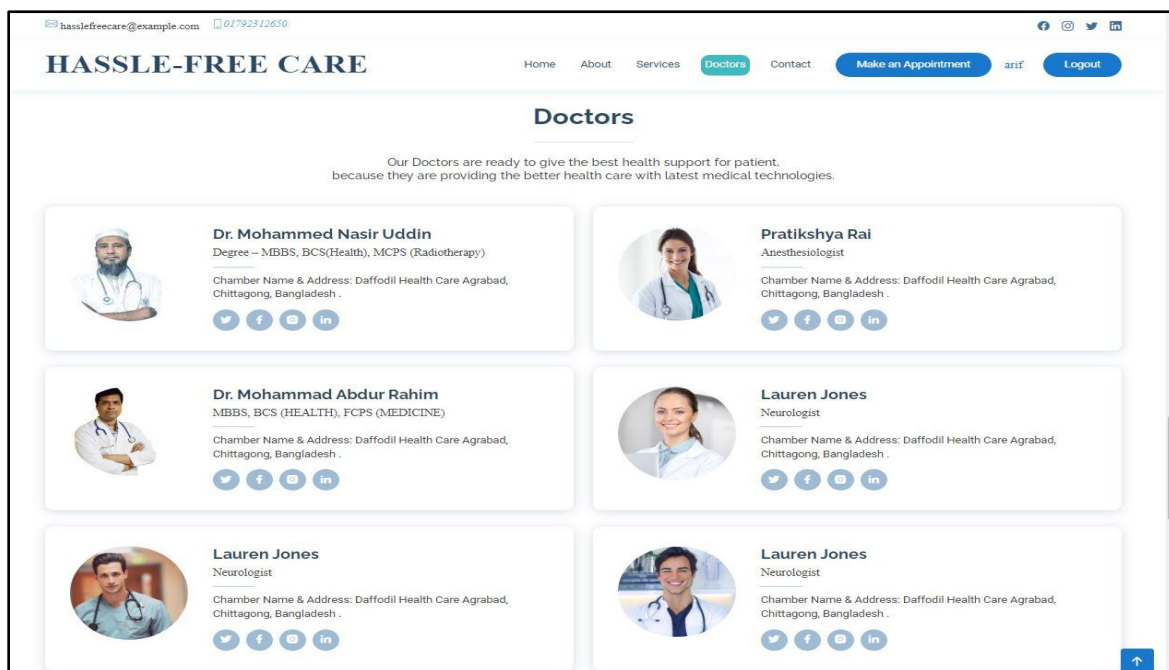 hasslefreecare@example.com 01792312650
HASSLE-FREE CARE
Home About Services Doctors Contact Make an Appointment arif Logout
Doctors
Our Doctors are ready to give the best health support for patient,
because they are providing the better health care with latest medical technologies.
Dr. Mohammed Nasir Uddin
Degree – MBBS, BCS(Health), MCPS (Radiotherapy)
Chamber Name & Address: Daffodil Health Care Agrabad,
Chittagong, Bangladesh .
Pratikshya Rai
Anesthesiologist
Chamber Name & Address: Daffodil Health Care Agrabad,
Chittagong, Bangladesh .
Dr. Mohammad Abdur Rahim
MBBS, BCS (HEALTH), FCPS (MEDICINE)
Chamber Name & Address: Daffodil Health Care Agrabad,
Chittagong, Bangladesh .
Lauren Jones
Neurologist
Chamber Name & Address: Daffodil Health Care Agrabad,
Chittagong, Bangladesh .
Lauren Jones
Neurologist
Chamber Name & Address: Daffodil Health Care Agrabad,
Chittagong, Bangladesh .
Lauren Jones
Neurologist
Chamber Name & Address: Daffodil Health Care Agrabad,
Chittagong, Bangladesh .